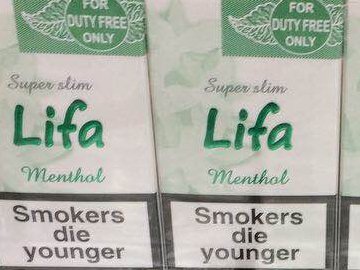 FOR
DUTY FREE
ONLY
Super slim
Lifa
Menthol
Smokers
die
younger
FOR
DUTY FREE
ONLY
Super slim
Lifa
Menthol
Smokers
die
younger